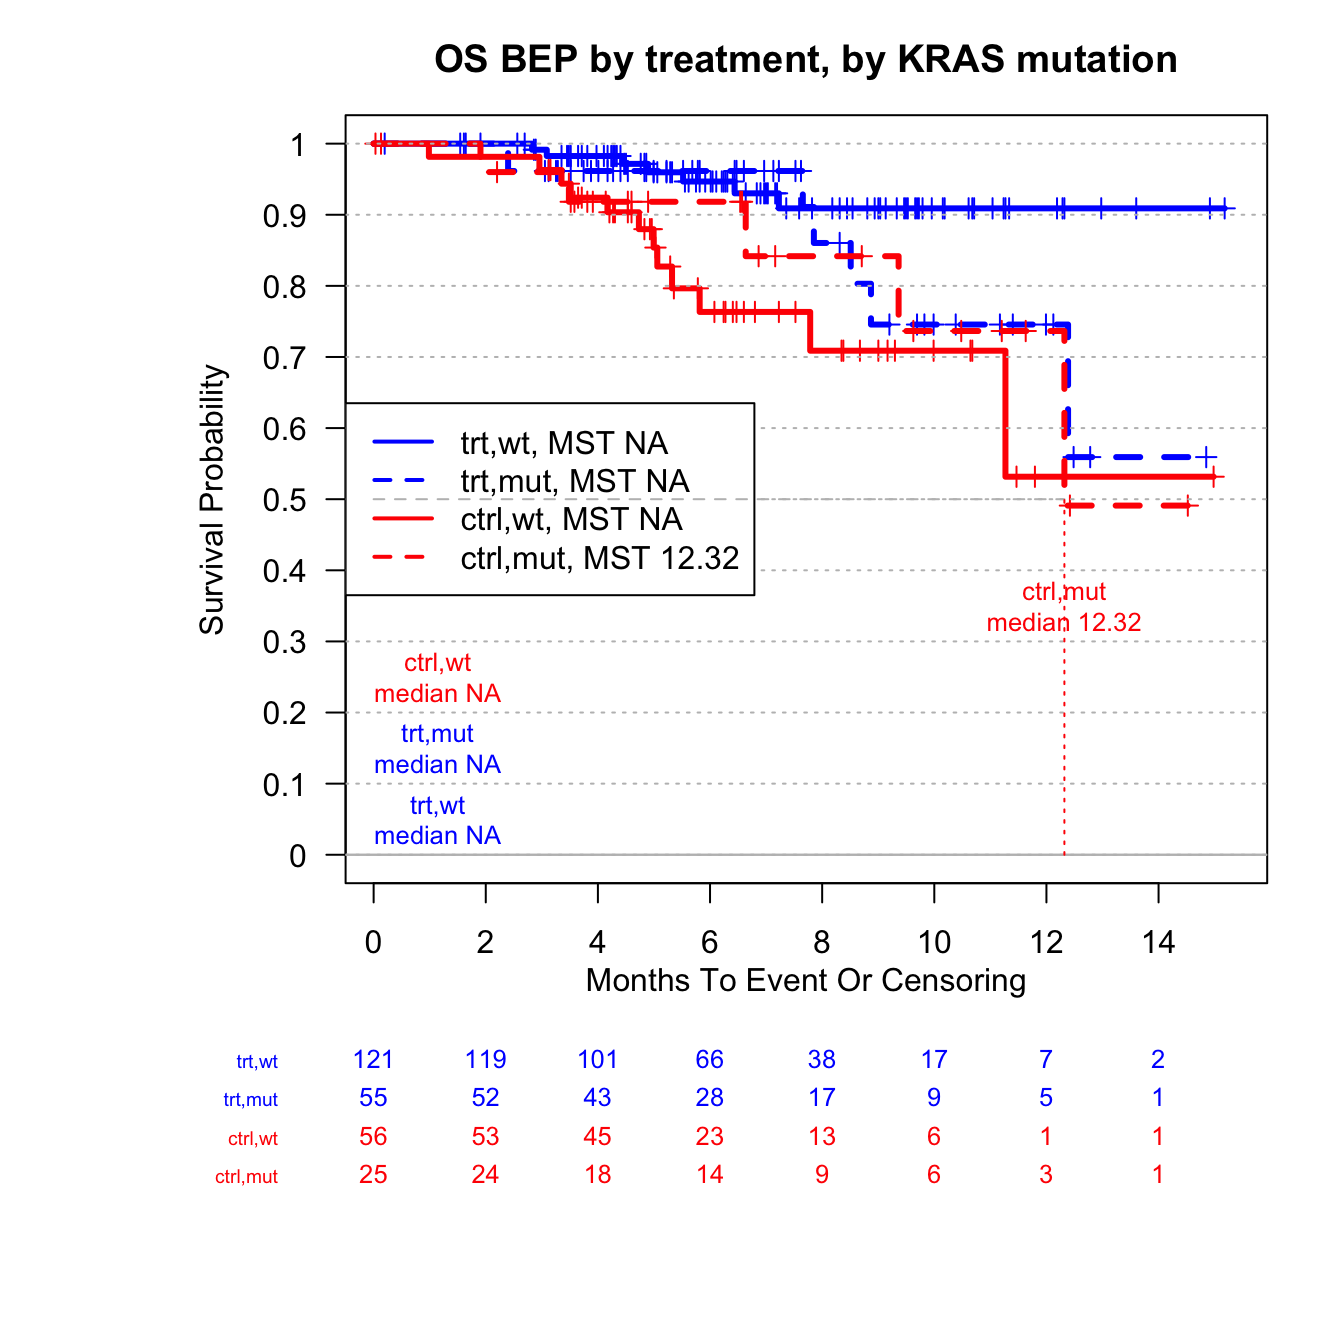 OS BEP by treatment, by KRAS mutation
Survival Probability
1
0.9
0.8
0.7
0.6
0.5
0.4
0.3
0.2
0.1
0
trt,wt, MST NA
trt,mut, MST NA
ctrl,wt, MST NA
ctrl,mut, MST 12.32
ctrl,mut
median 12.32
ctrl,wt
median NA
trt,mut
median NA
trt,wt
median NA
0 2 4 6 8 10 12 14
Months To Event Or Censoring
trt,wt 121 119 101 66 38 17 7 2
trt,mut 55 52 43 28 17 9 5 1
ctrl,wt 56 53 45 23 13 6 1 1
ctrl,mut 25 24 18 14 9 6 3 1